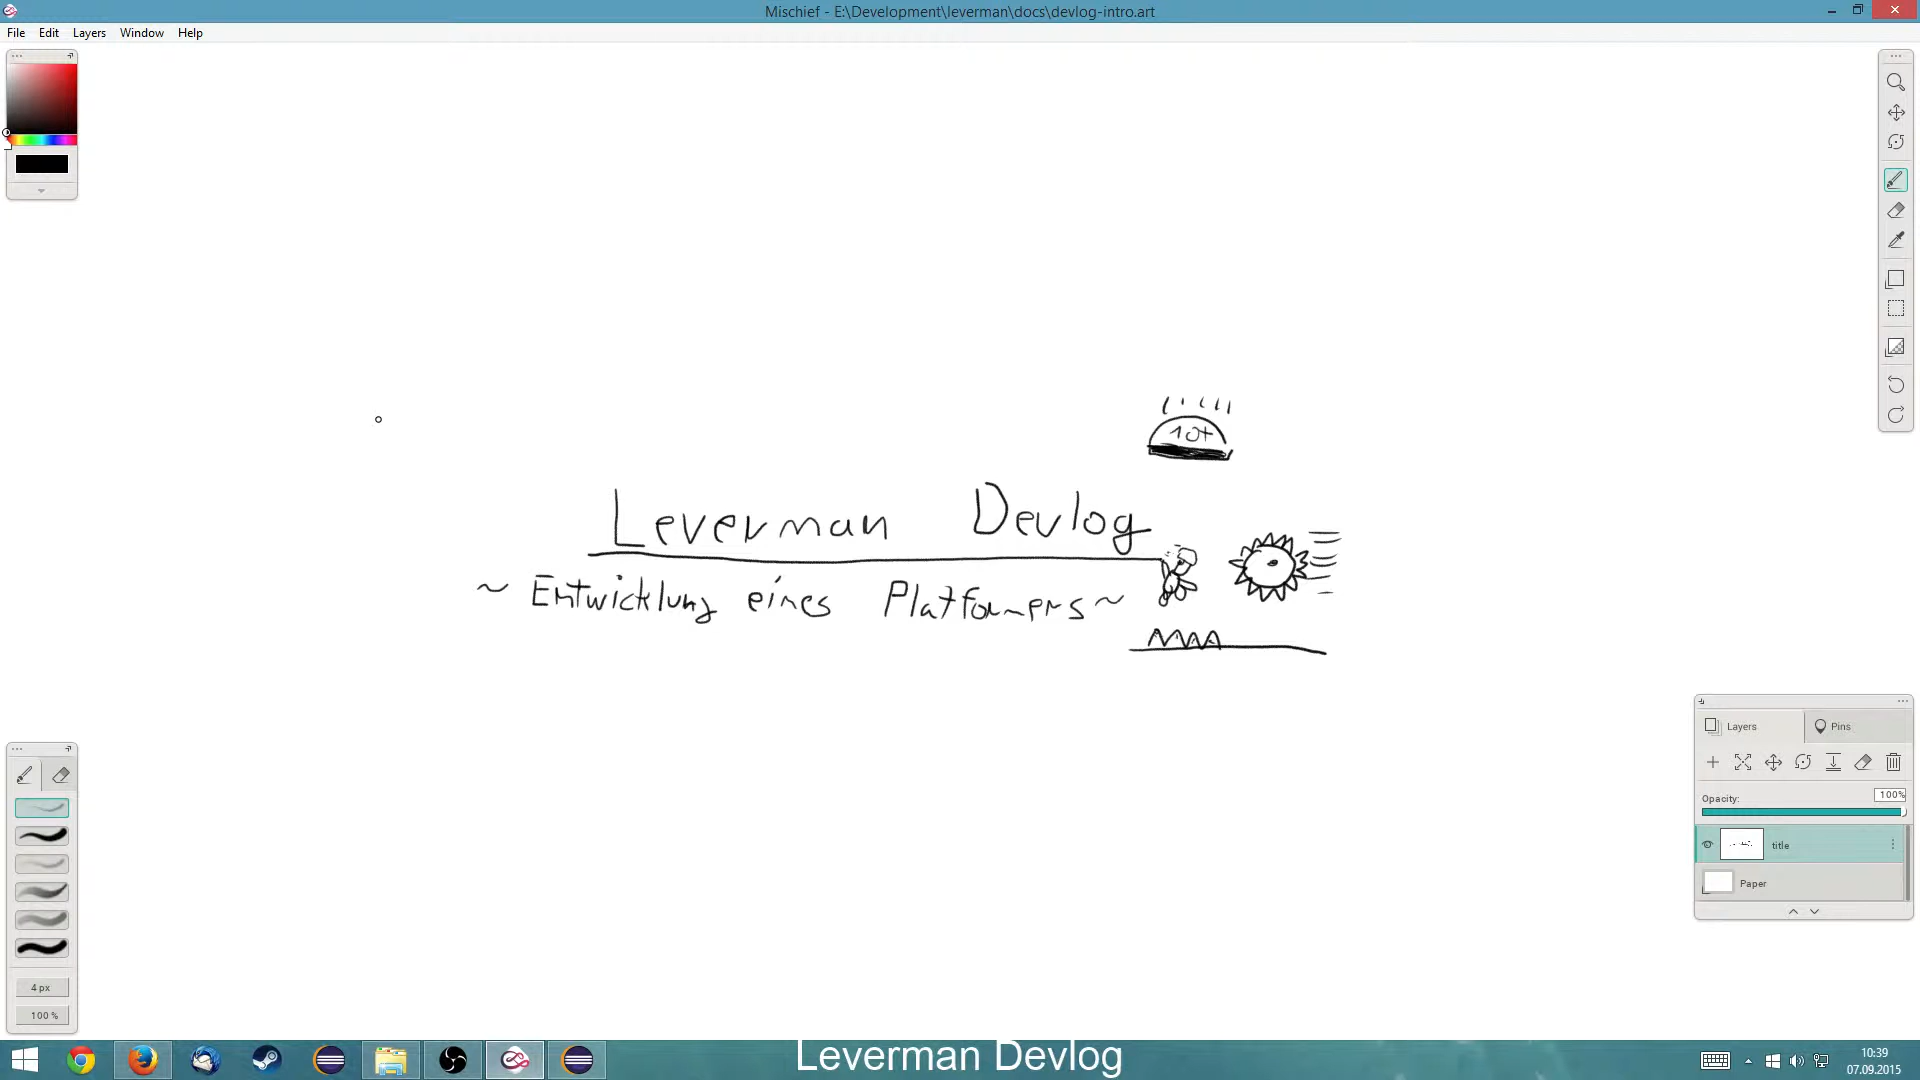 Mischief - E:\Development\leverman\docs\devlog-intro.art
File Edit Layers Window Help
10t
Leverman Devlog
~ Entwicklung eines Platformers ~
Layers Pins
Opacity: 100%
title
Paper
4 px
100 %
Leverman Devlog
10:39
07.09.2015